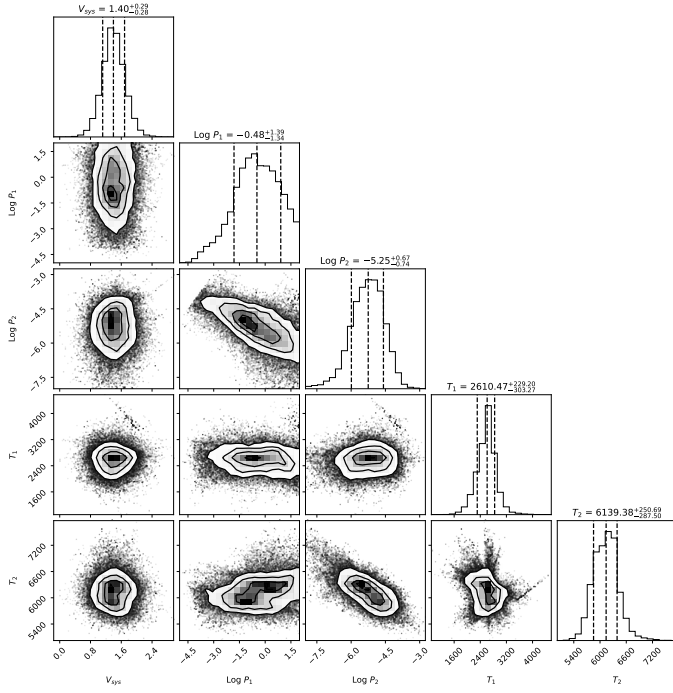 V_sys = 1.40^{+0.29}_{-0.28}
Log P_1 = −0.48^{+1.39}_{-1.34}
1.5
0.0
−1.5
−3.0
−4.5
Log P_1
Log P_2 = −5.25^{+0.67}_{-0.74}
−3.0
−4.5
−6.0
−7.5
Log P_2
T_1 = 2610.47^{+229.20}_{-303.27}
4000
3200
2400
1600
T_1
T_2 = 6139.38^{+250.69}_{-287.50}
7200
6600
6000
5400
T_2
0.0 0.8 1.6 2.4
−4.5 −3.0 −1.5 0.0 1.5
−7.5 −6.0 −4.5 −3.0
1600 2400 3200 4000
5400 6000 6600 7200
V_sys Log P_1 Log P_2 T_1 T_2